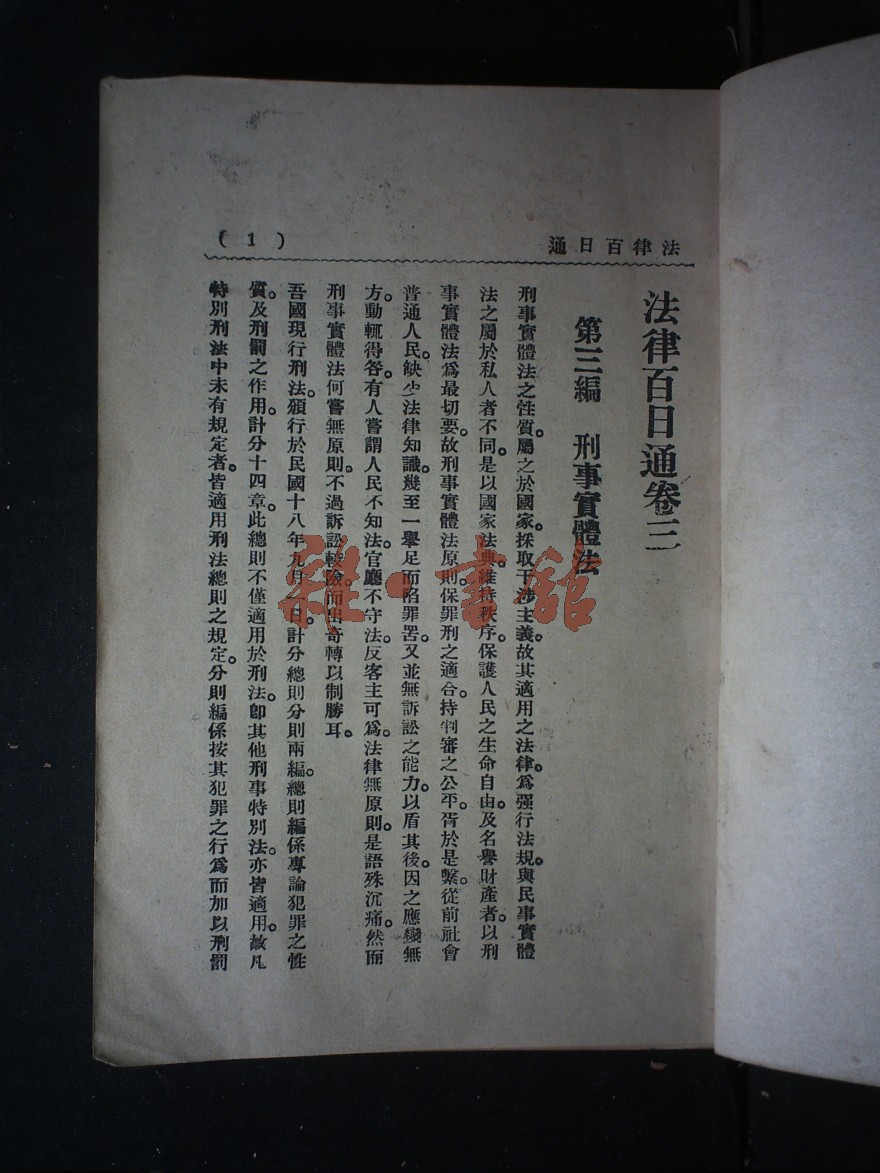 法律百日通
( 1 )
法律百日通卷三
第三編 刑事實體法
刑事實體法之性質。屬之於國家。採取干涉主義。故其適用之法律。爲强行法規。與民事實體
法之屬於私人者不同。是以國家法典。維持秩序。保護人民之生命自由。及名譽財產者。以刑
事實體法爲最切要。故刑事實體法原則。保罪刑之適合。持判審之公平。胥於是繫。從前社會
普通人民。缺少法律知識。幾至一舉足而陷罪罟。又並無訴訟之能力。以盾其後。因之應變無
方。動輒得咎。有人嘗謂人民不知法。官廳不守法。反客主可爲。法律無原則。是語殊沉痛。然而
刑事實體法何嘗無原則。不過訴訟較險。而出奇轉以制勝耳。
吾國現行刑法。頒行於民國十八年九月一日。計分總則分則兩編。總則編係專論犯罪之性
質。及刑罰之作用。計分十四章。此總則不僅適用於刑法。卽其他刑事特別法。亦皆適用。故凡
特別刑法中未有規定者。皆適用刑法總則之規定。分則編係按其犯罪之行爲而加以刑罰
雜·書館